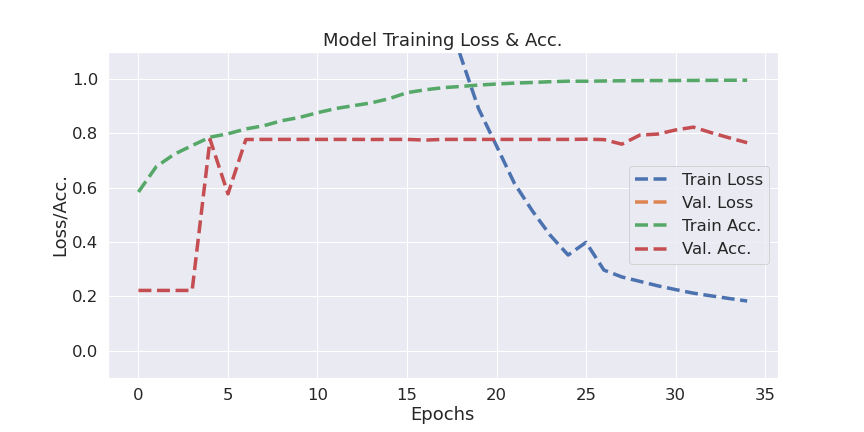 Model Training Loss & Acc.
1.0
0.8
0.6
0.4
0.2
0.0
Loss/Acc.
Train Loss
Val. Loss
Train Acc.
Val. Acc.
0 5 10 15 20 25 30 35
Epochs